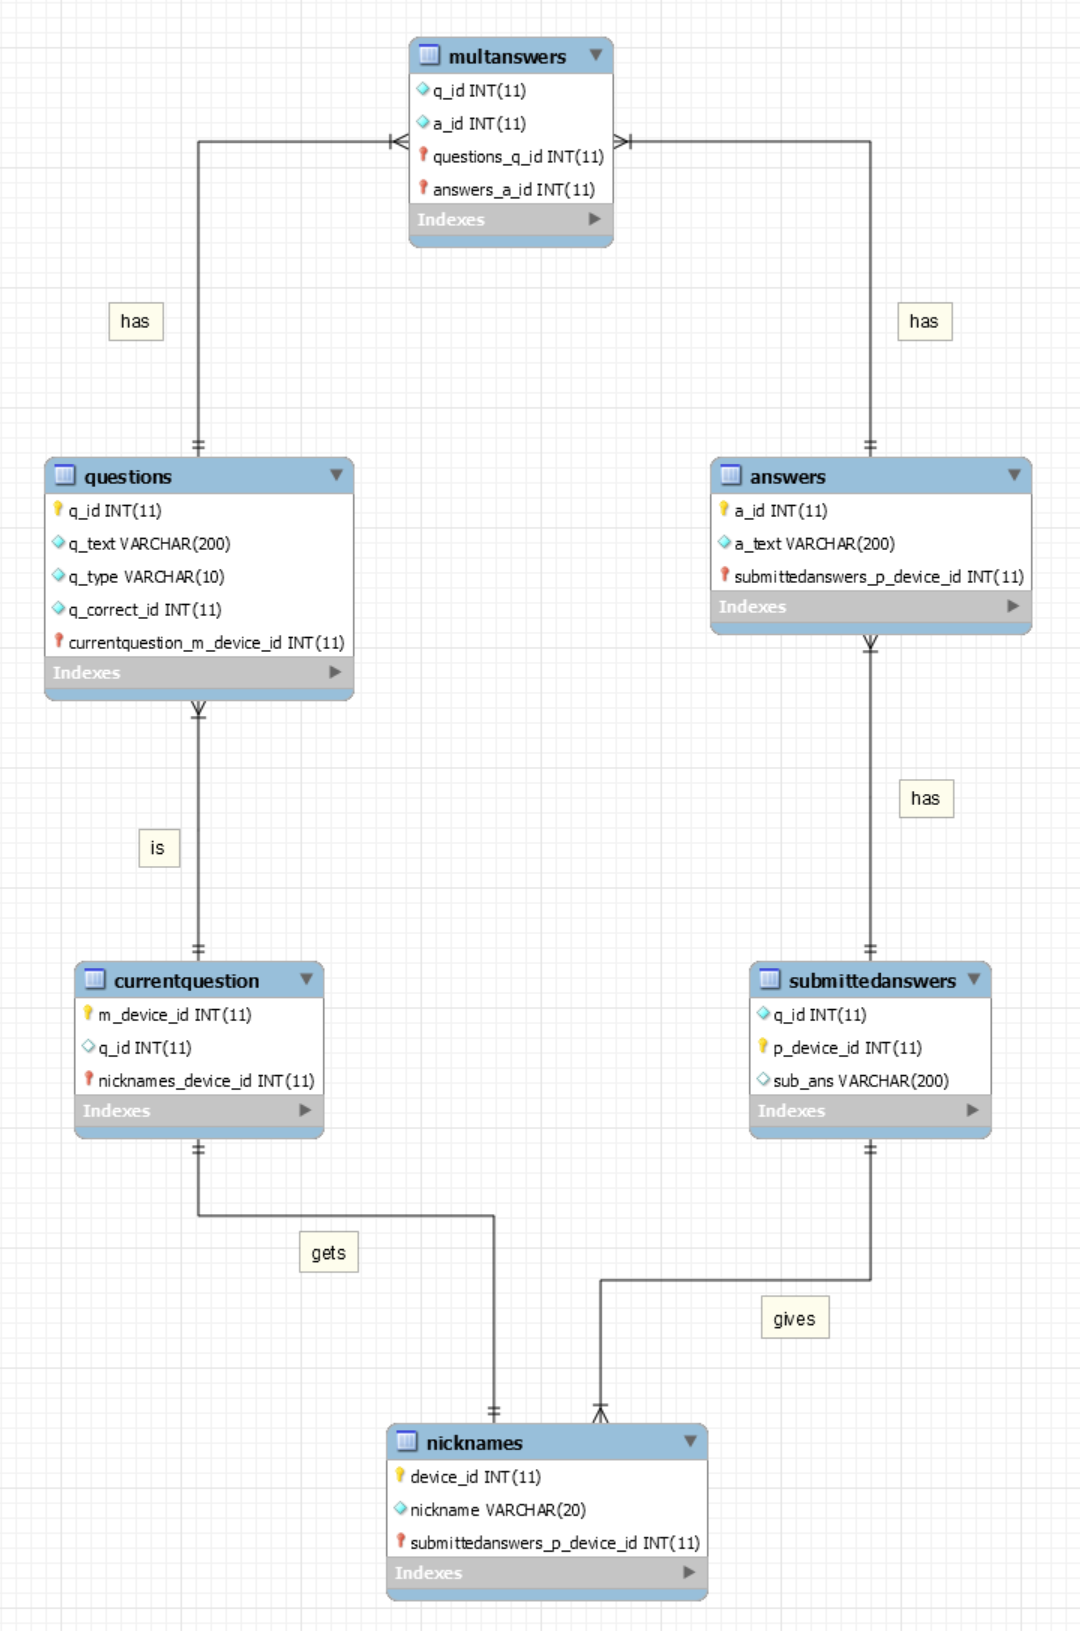 multanswers
q_id INT(11)
a_id INT(11)
questions_q_id INT(11)
answers_a_id INT(11)
Indexes
has
has
questions
q_id INT(11)
q_text VARCHAR(200)
q_type VARCHAR(10)
q_correct_id INT(11)
currentquestion_m_device_id INT(11)
Indexes
answers
a_id INT(11)
a_text VARCHAR(200)
submittedanswers_p_device_id INT(11)
Indexes
has
is
currentquestion
m_device_id INT(11)
q_id INT(11)
nicknames_device_id INT(11)
Indexes
submittedanswers
q_id INT(11)
p_device_id INT(11)
sub_ans VARCHAR(200)
Indexes
gets
gives
nicknames
device_id INT(11)
nickname VARCHAR(20)
submittedanswers_p_device_id INT(11)
Indexes